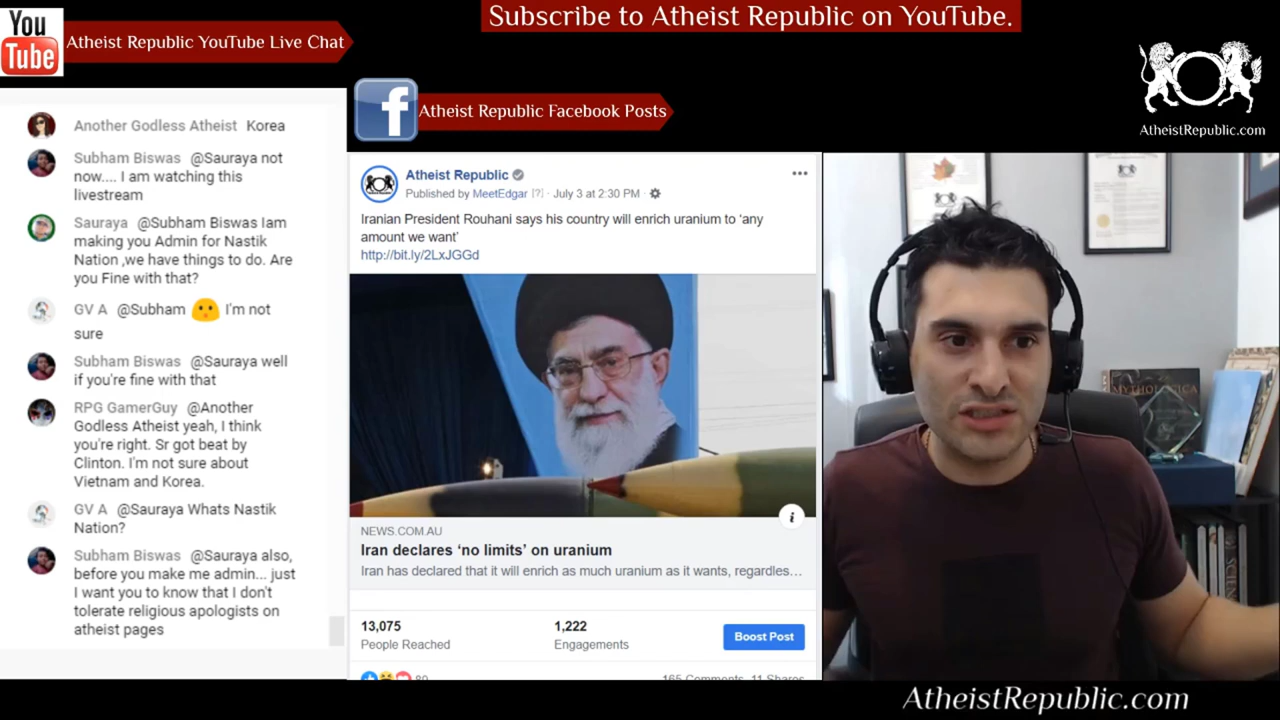 You
Tube
Atheist Republic YouTube Live Chat
Subscribe to Atheist Republic on YouTube.
AtheistRepublic.com
f
Atheist Republic Facebook Posts
Another Godless Atheist Korea
Subham Biswas @Sauraya not
now.... I am watching this
livestream
Sauraya @Subham Biswas Iam
making you Admin for Nastik
Nation ,we have things to do. Are
you Fine with that?
GV A @Subham 😗 I'm not
sure
Subham Biswas @Sauraya well
if you're fine with that
RPG GamerGuy @Another
Godless Atheist yeah, I think
you're right. Sr got beat by
Clinton. I'm not sure about
Vietnam and Korea.
GV A @Sauraya Whats Nastik
Nation?
Subham Biswas @Sauraya also,
before you make me admin... just
I want you to know that I don't
tolerate religious apologists on
atheist pages
Atheist Republic
Published by MeetEdgar [?] · July 3 at 2:30 PM ·
Iranian President Rouhani says his country will enrich uranium to ‘any
amount we want’
http://bit.ly/2LxJGGd
NEWS.COM.AU
Iran declares ‘no limits’ on uranium
Iran has declared that it will enrich as much uranium as it wants, regardles…
13,075
People Reached
1,222
Engagements
Boost Post
165 Comments 11 Shares
MYTHOLOGICA
AtheistRepublic.com